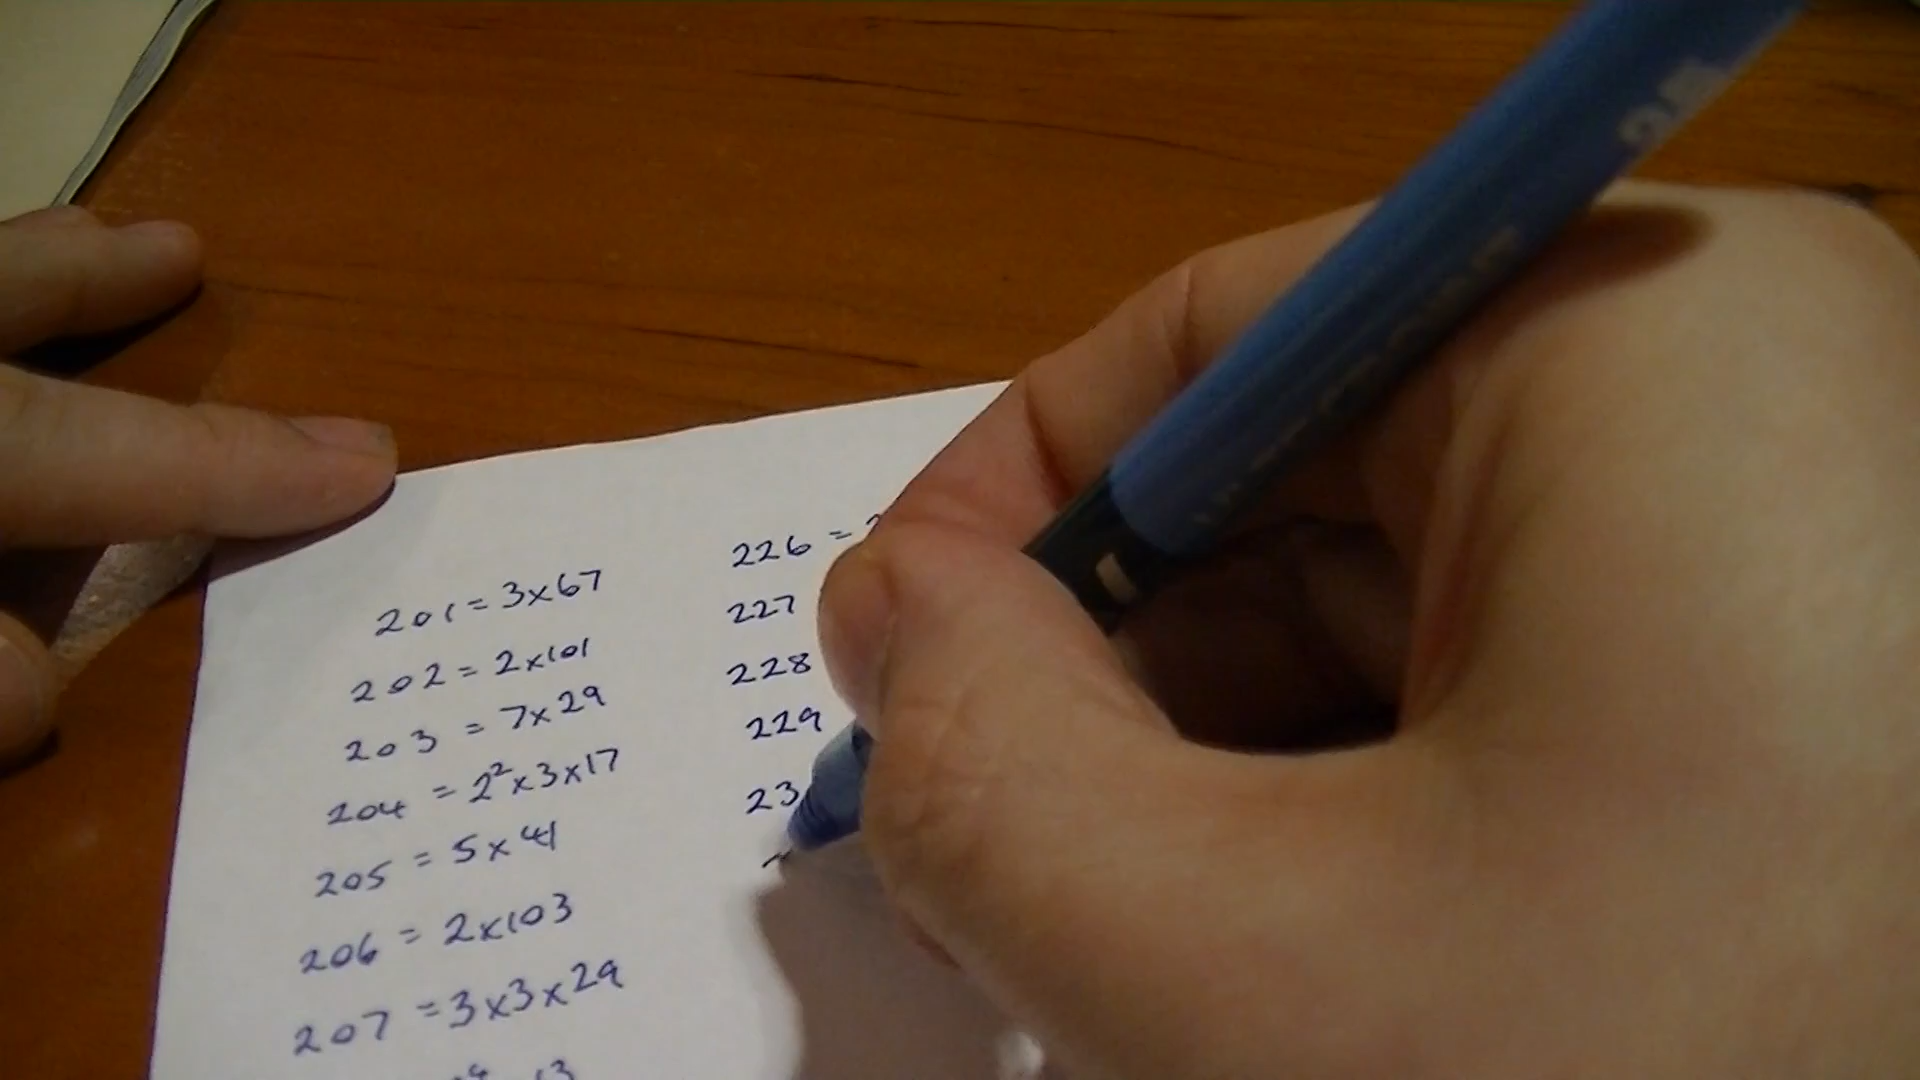 201 = 3x67
202 = 2x101
203 = 7x29
204 = 2²x3x17
205 = 5x41
206 = 2x103
207 = 3x3x29
226 =
227
228
229
23